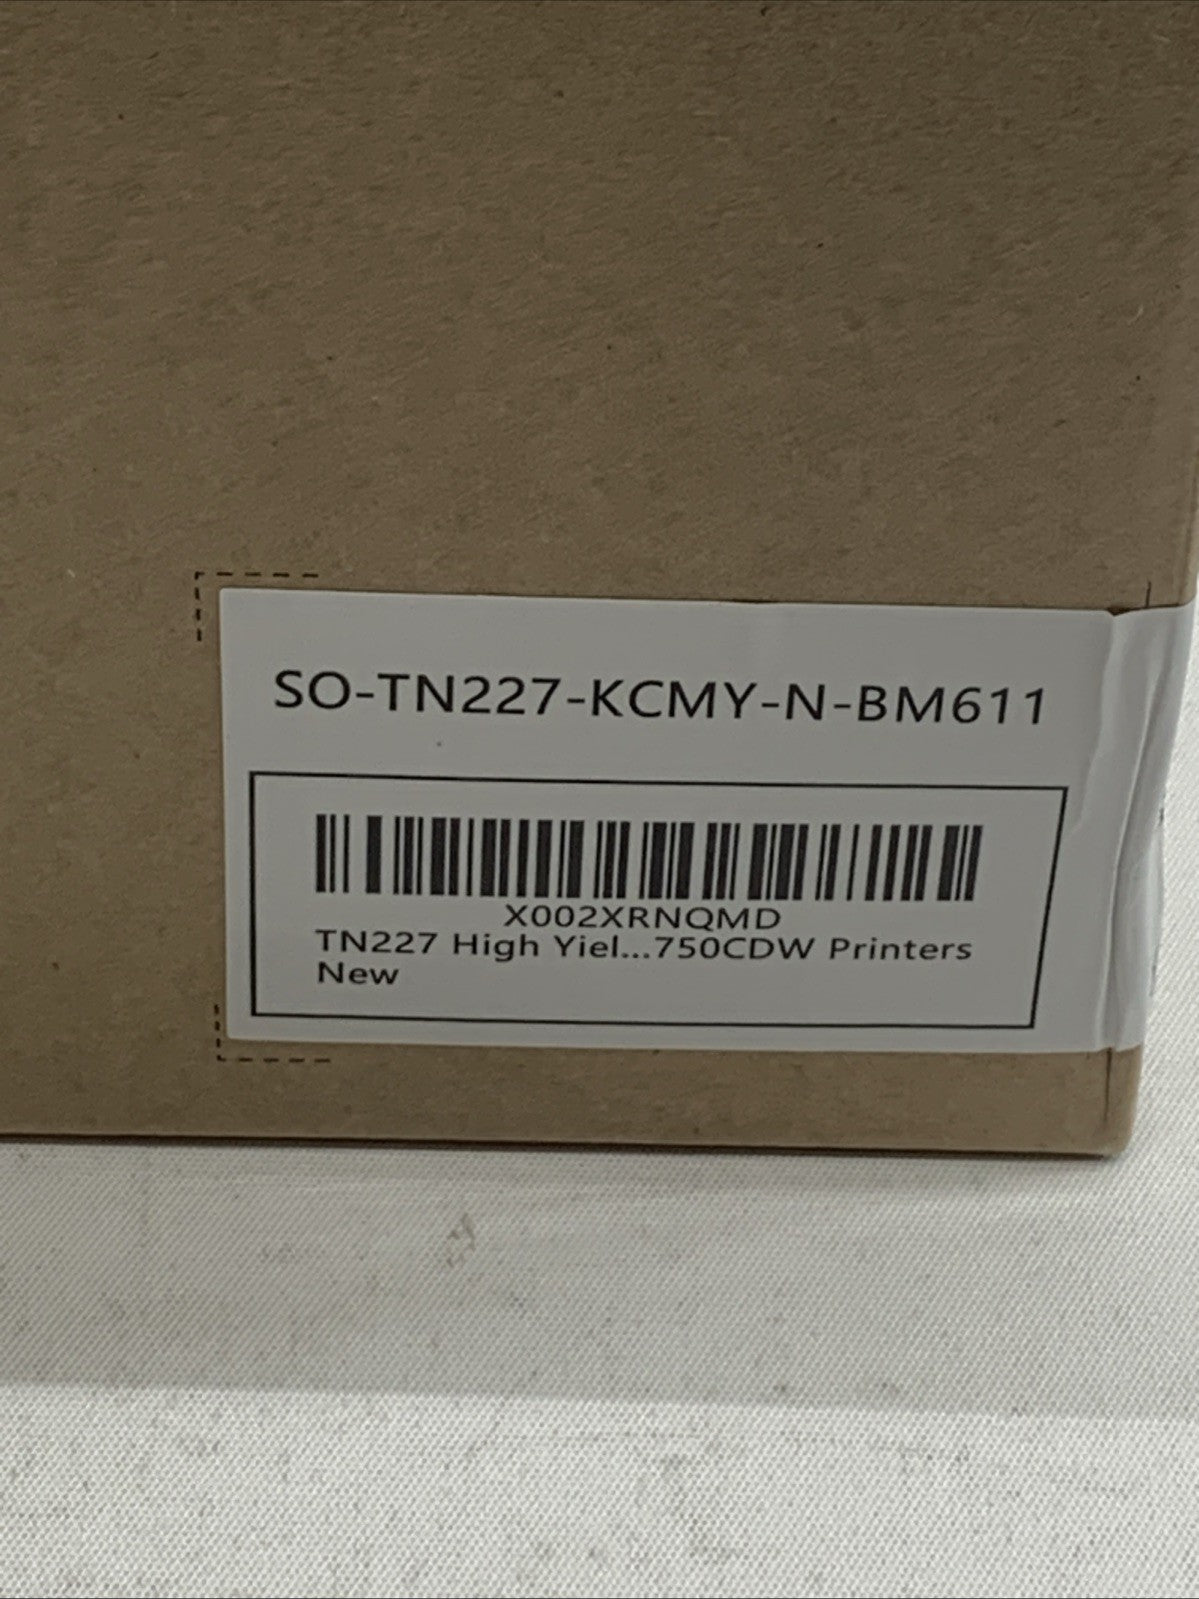 SO-TN227-KCMY-N-BM611
X002XRNQMD
TN227 High Yiel...750CDW Printers
New